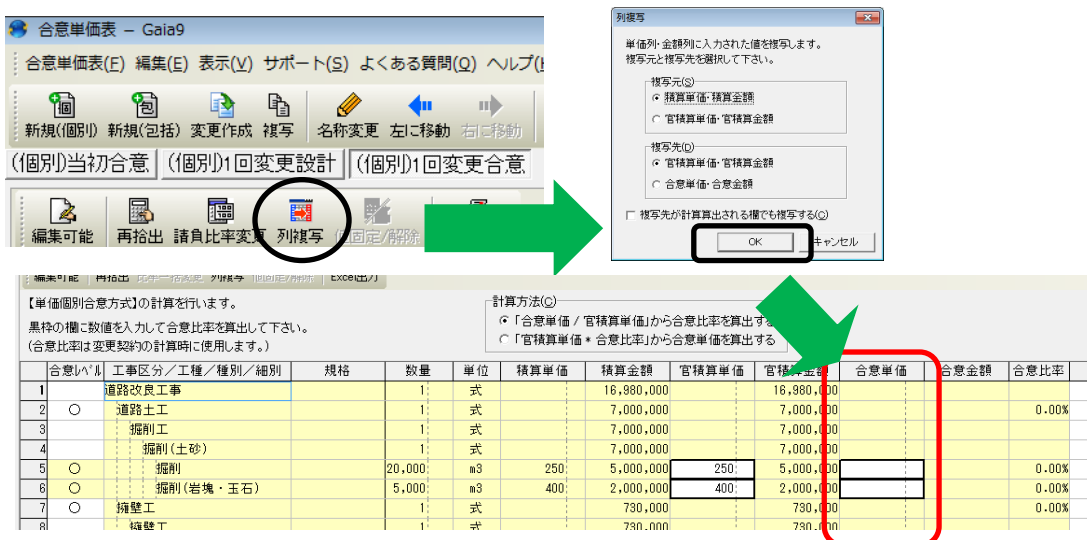 合意単価表 – Gaia9
合意単価表(F) 編集(E) 表示(V) サポート(S) よくある質問(Q) ヘルプ(
新規(個別) 新規(包括) 変更作成 複写 名称変更 左に移動 右に移動
(個別)当初合意 (個別)1回変更設計 (個別)1回変更合意
編集可能 再拾出 請負比率変更 列複写 固定/解除
列複写
単価列・金額列に入力された値を複写します。
複写元と複写先を選択して下さい。
複写元(S)
積算単価・積算金額
官積算単価・官積算金額
複写先(D)
官積算単価・官積算金額
合意単価・合意金額
複写先が計算算出される欄でも複写する(C)
OK キャンセル
編集可能 再拾出 比率一括変更 列複写 個固定/解除 Excel出力
【単価個別合意方式】の計算を行います。
黒枠の欄に数値を入力して合意比率を算出して下さい。
(合意比率は変更契約の計算時に使用します。)
計算方法(C)
「合意単価 / 官積算単価」から合意比率を算出する
「官積算単価 * 合意比率」から合意単価を算出する
合意レベル 工事区分/工種/種別/細別 規格 数量 単位 積算単価 積算金額 官積算単価 官積算金額 合意単価 合意金額 合意比率
1 道路改良工事 1 式 16,980,000 16,980,000
2 ○ 道路土工 1 式 7,000,000 7,000,000 0.00%
3 掘削工 1 式 7,000,000 7,000,000
4 掘削(土砂) 1 式 7,000,000 7,000,000
5 ○ 掘削 20,000 m3 250 5,000,000 250 5,000,000 0.00%
6 ○ 掘削(岩塊・玉石) 5,000 m3 400 2,000,000 400 2,000,000 0.00%
7 ○ 擁壁工 1 式 730,000 730,000 0.00%
8 擁壁工 1 式 730,000 730,000